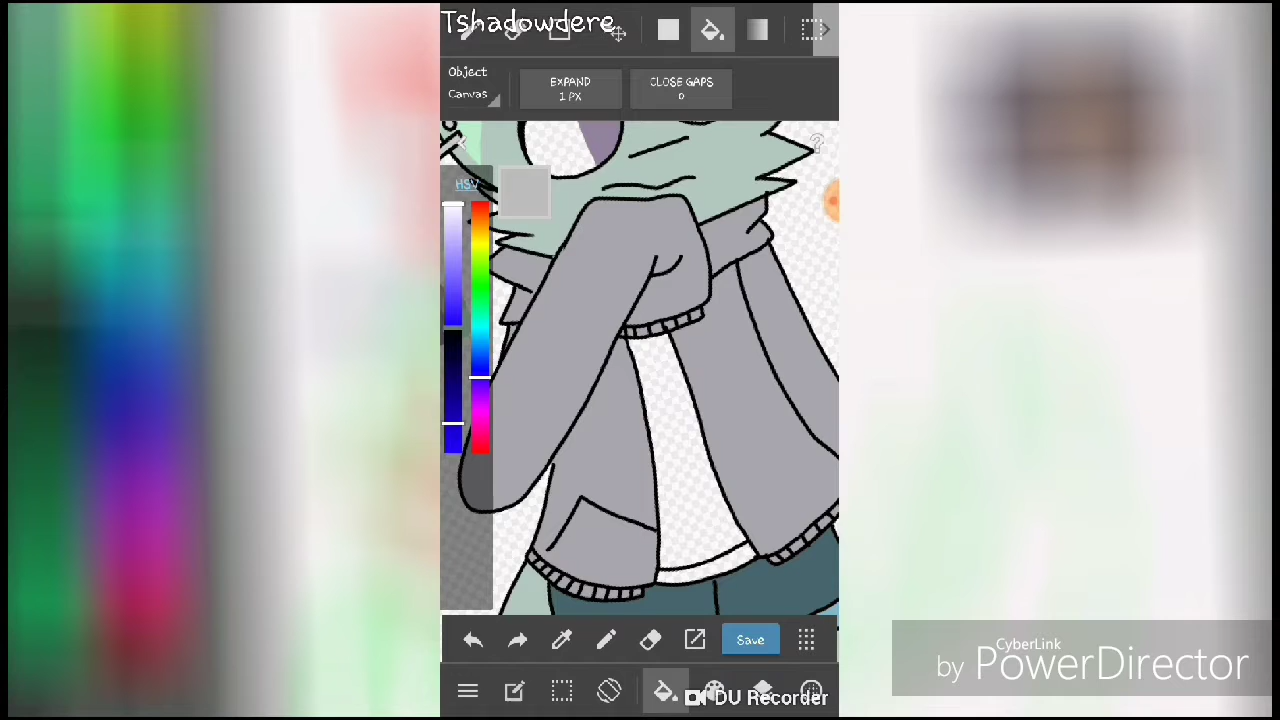 Tshadowdere
Object
Canvas
EXPAND
1 PX
CLOSE GAPS
0
?
HSV
Save
DU Recorder
CyberLink
by PowerDirector